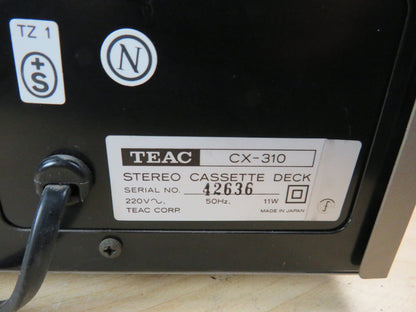 TZ 1
+S
N
TEAC CX-310
STEREO CASSETTE DECK
SERIAL NO. 42636
220V~. 50Hz. 11W
TEAC CORP. MADE IN JAPAN